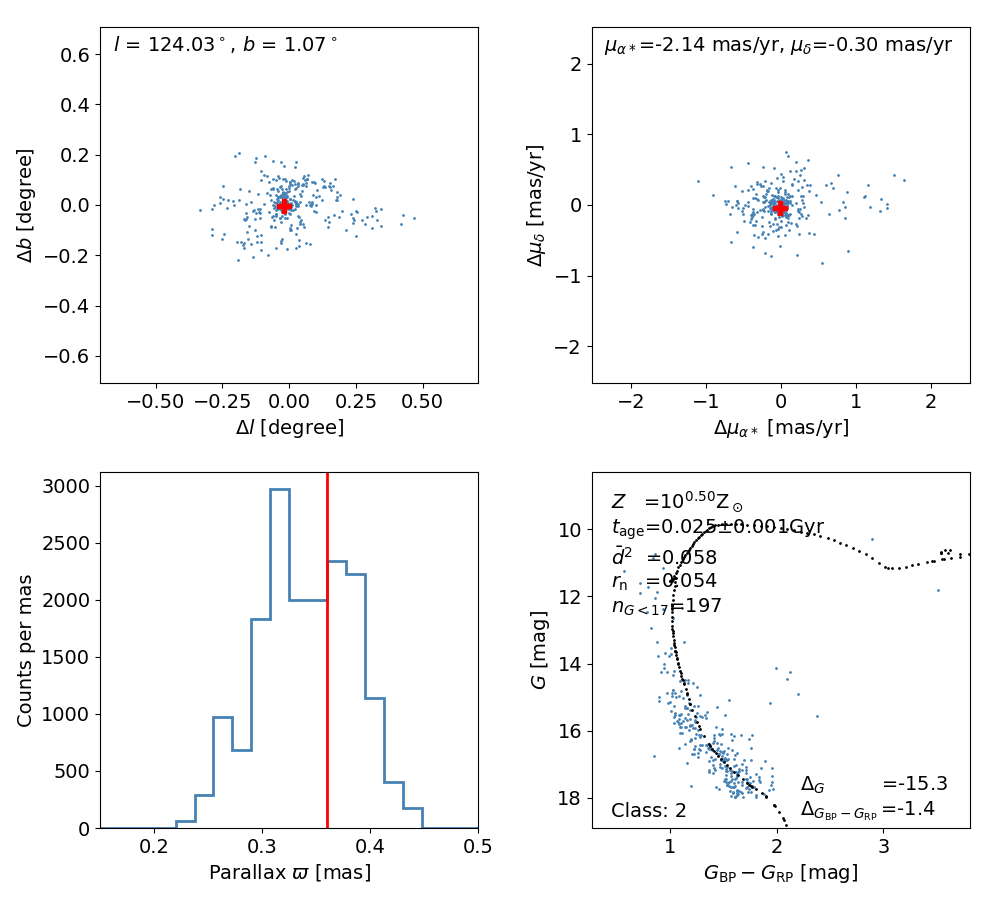 l = 124.03°, b = 1.07°
0.6
0.4
0.2
0.0
−0.2
−0.4
−0.6
Δb [degree]
−0.50 −0.25 0.00 0.25 0.50
Δl [degree]
μα*=-2.14 mas/yr, μδ=-0.30 mas/yr
2
1
0
−1
−2
Δμδ [mas/yr]
−2 −1 0 1 2
Δμα* [mas/yr]
3000
2500
2000
1500
1000
500
0
Counts per mas
0.2 0.3 0.4 0.5
Parallax ϖ [mas]
Z =10^0.50 Z⊙
t_age=0.025±0.001Gyr
d̄² =0.058
r_n =0.054
n_G<17=197
10
12
14
16
18
G [mag]
Δ_G =-15.3
Δ_GBP−GRP=-1.4
Class: 2
1 2 3
G_BP − G_RP [mag]